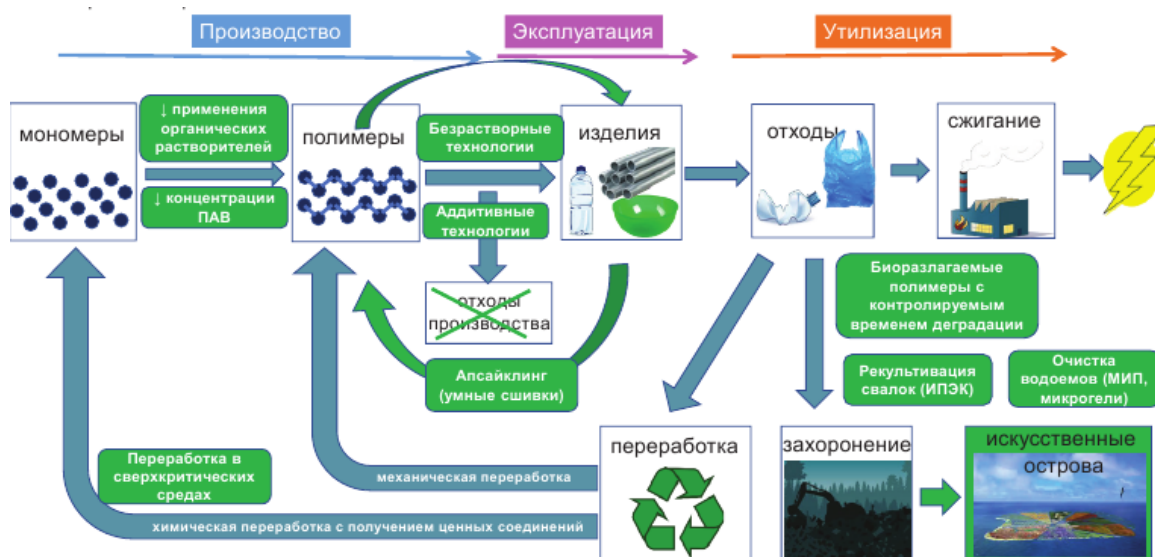 Производство
Эксплуатация
Утилизация
мономеры
↓ применения
органических
растворителей
↓ концентрации
ПАВ
полимеры
Безрастворные
технологии
Аддитивные
технологии
изделия
отходы
сжигание
отходы
производства
Апсайклинг
(умные сшивки)
Биоразлагаемые
полимеры с
контролируемым
временем деградации
Рекультивация
свалок (ИПЭК)
Очистка
водоемов (МИП,
микрогели)
Переработка в
сверхкритических
средах
механическая переработка
химическая переработка с получением ценных соединений
переработка
захоронение
искусственные
острова